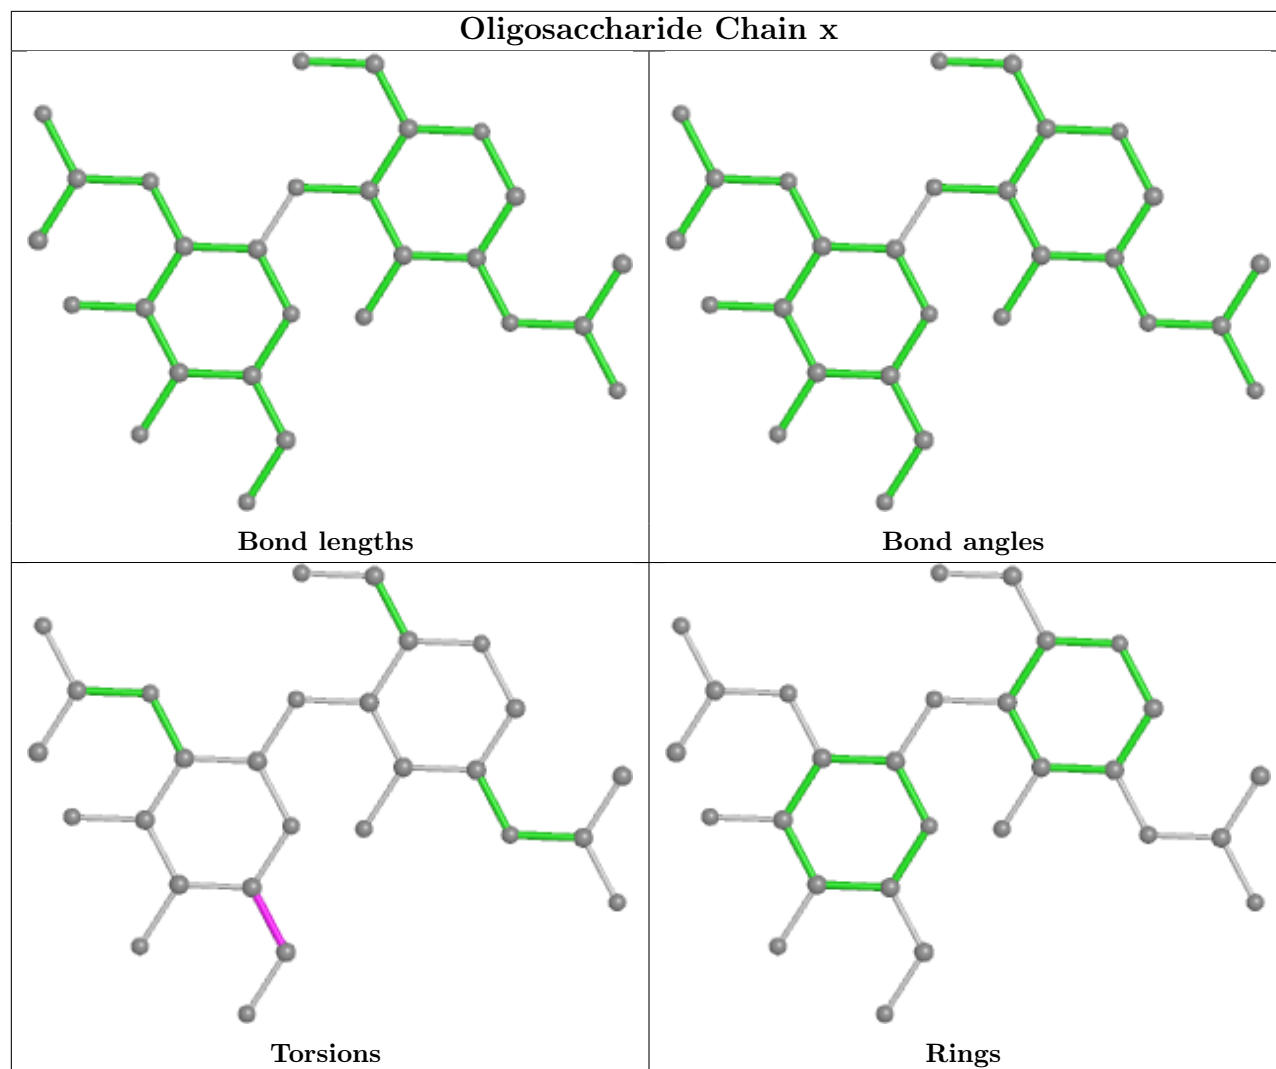 Oligosaccharide Chain x
Bond lengths
Bond angles
Torsions
Rings